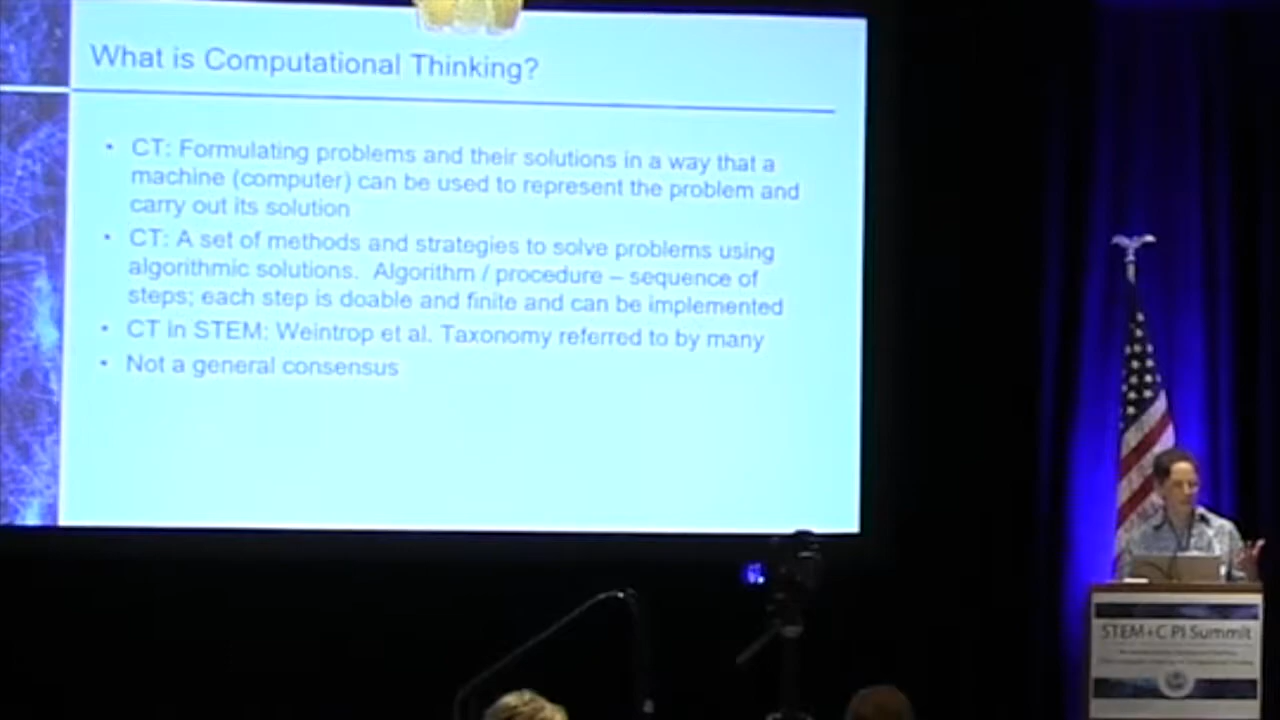 What is Computational Thinking?
• CT: Formulating problems and their solutions in a way that a
machine (computer) can be used to represent the problem and
carry out its solution
• CT: A set of methods and strategies to solve problems using
algorithmic solutions. Algorithm / procedure – sequence of
steps; each step is doable and finite and can be implemented
• CT in STEM: Weintrop et al. Taxonomy referred to by many
• Not a general consensus
STEM+C PI Summit